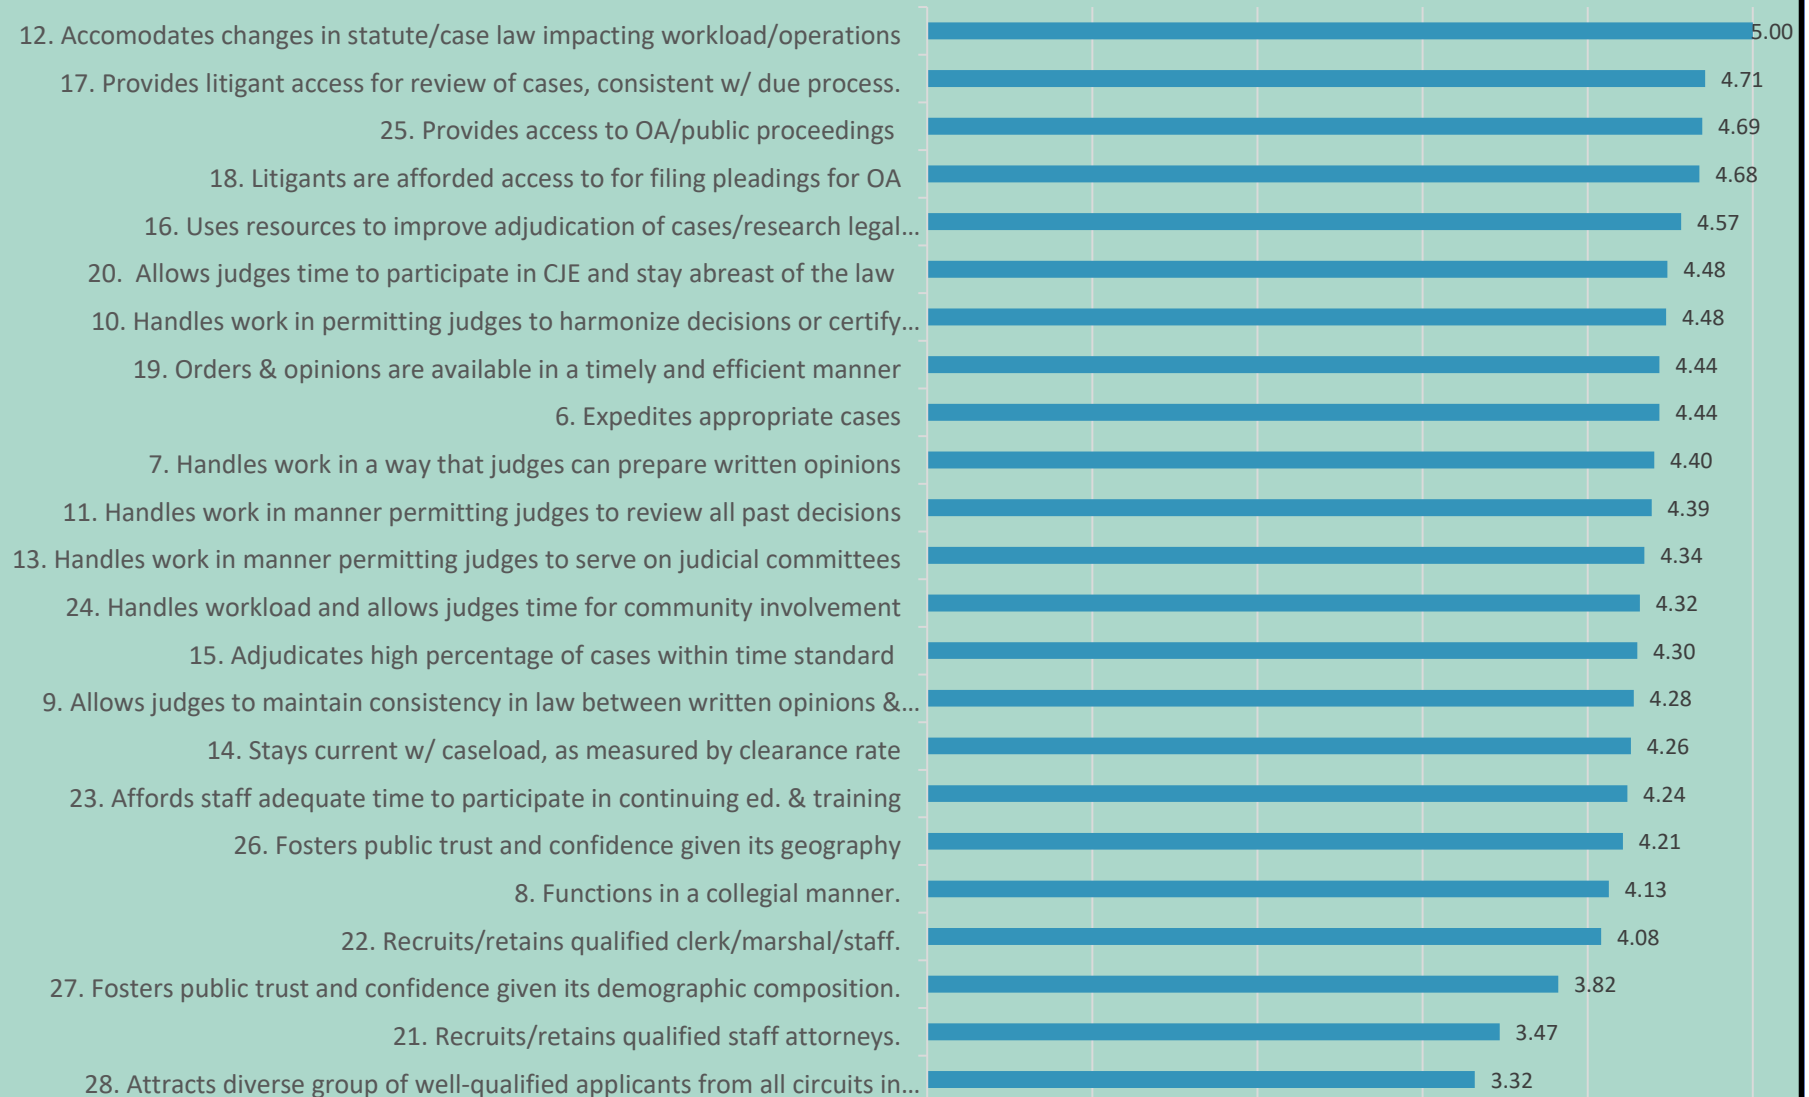 12. Accomodates changes in statute/case law impacting workload/operations 5.00
17. Provides litigant access for review of cases, consistent w/ due process. 4.71
25. Provides access to OA/public proceedings 4.69
18. Litigants are afforded access to for filing pleadings for OA 4.68
16. Uses resources to improve adjudication of cases/research legal... 4.57
20. Allows judges time to participate in CJE and stay abreast of the law 4.48
10. Handles work in permitting judges to harmonize decisions or certify... 4.48
19. Orders & opinions are available in a timely and efficient manner 4.44
6. Expedites appropriate cases 4.44
7. Handles work in a way that judges can prepare written opinions 4.40
11. Handles work in manner permitting judges to review all past decisions 4.39
13. Handles work in manner permitting judges to serve on judicial committees 4.34
24. Handles workload and allows judges time for community involvement 4.32
15. Adjudicates high percentage of cases within time standard 4.30
9. Allows judges to maintain consistency in law between written opinions &... 4.28
14. Stays current w/ caseload, as measured by clearance rate 4.26
23. Affords staff adequate time to participate in continuing ed. & training 4.24
26. Fosters public trust and confidence given its geography 4.21
8. Functions in a collegial manner. 4.13
22. Recruits/retains qualified clerk/marshal/staff. 4.08
27. Fosters public trust and confidence given its demographic composition. 3.82
21. Recruits/retains qualified staff attorneys. 3.47
28. Attracts diverse group of well-qualified applicants from all circuits in... 3.32